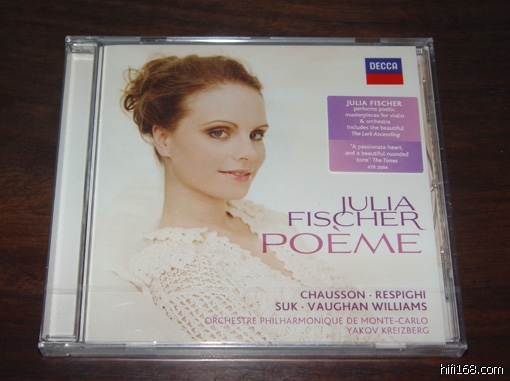 DECCA
JULIA FISCHER
performs poetic
masterpieces for violin
& orchestra
Includes the beautiful
The Lark Ascending
"A passionate heart,
and a beautiful rounded
tone" The Times
JULIA
FISCHER
POÈME
CHAUSSON · RESPIGHI
SUK · VAUGHAN WILLIAMS
ORCHESTRE PHILHARMONIQUE DE MONTE-CARLO
YAKOV KREIZBERG
hifi168.com